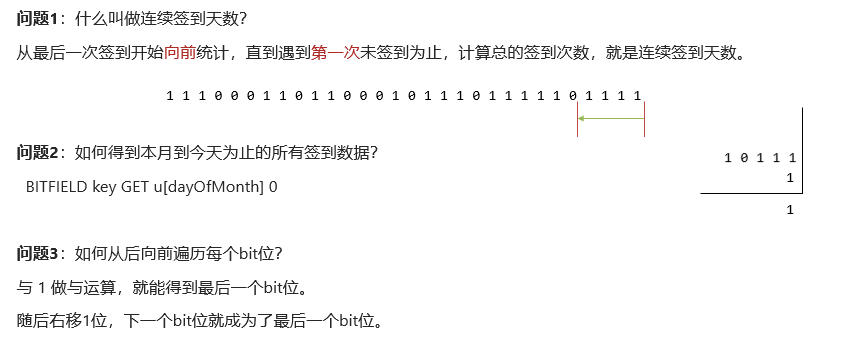 问题1：什么叫做连续签到天数？
从最后一次签到开始向前统计，直到遇到第一次未签到为止，计算总的签到次数，就是连续签到天数。
1 1 1 0 0 0 1 1 0 1 1 0 0 0 1 0 1 1 1 0 1 1 1 1 1 0 1 1 1 1
问题2：如何得到本月到今天为止的所有签到数据？
BITFIELD key GET u[dayOfMonth] 0
1 0 1 1 1
1
1
问题3：如何从后向前遍历每个bit位？
与 1 做与运算，就能得到最后一个bit位。
随后右移1位，下一个bit位就成为了最后一个bit位。